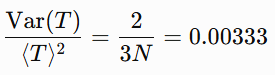 Var(T) / ⟨T⟩² = 2 / 3N = 0.00333